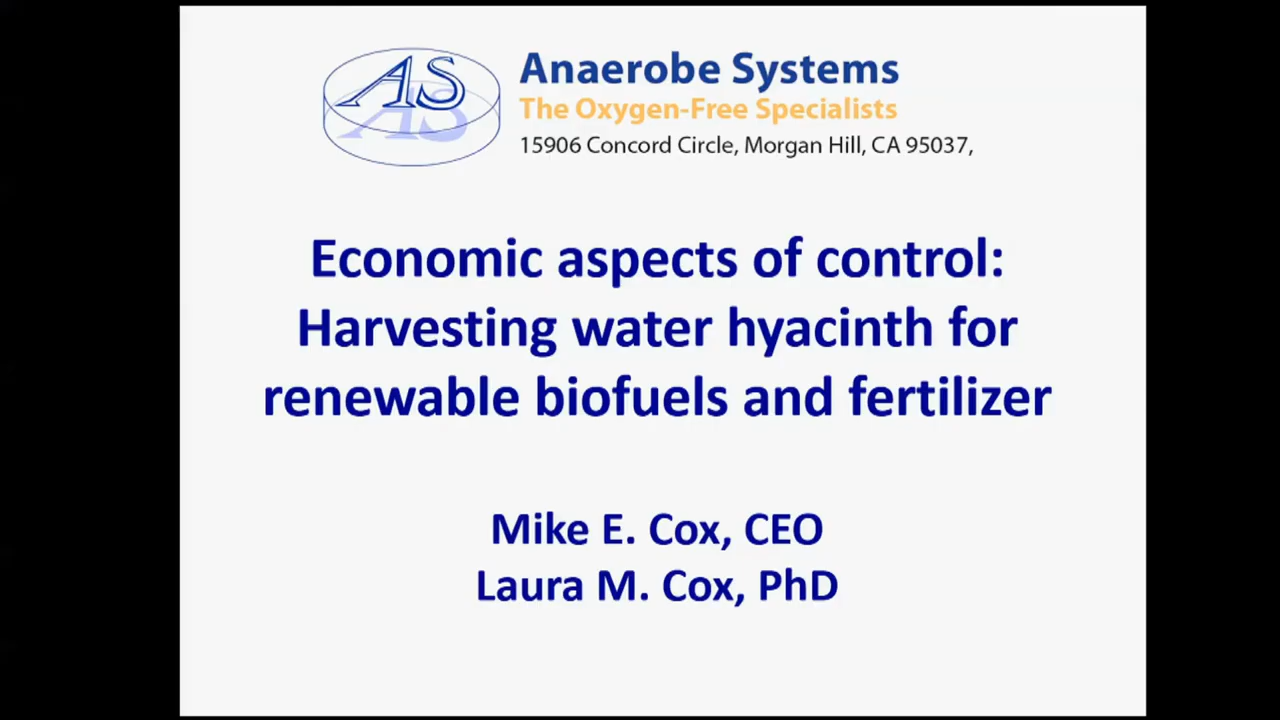 AS
Anaerobe Systems
The Oxygen-Free Specialists
15906 Concord Circle, Morgan Hill, CA 95037,
Economic aspects of control:
Harvesting water hyacinth for
renewable biofuels and fertilizer
Mike E. Cox, CEO
Laura M. Cox, PhD